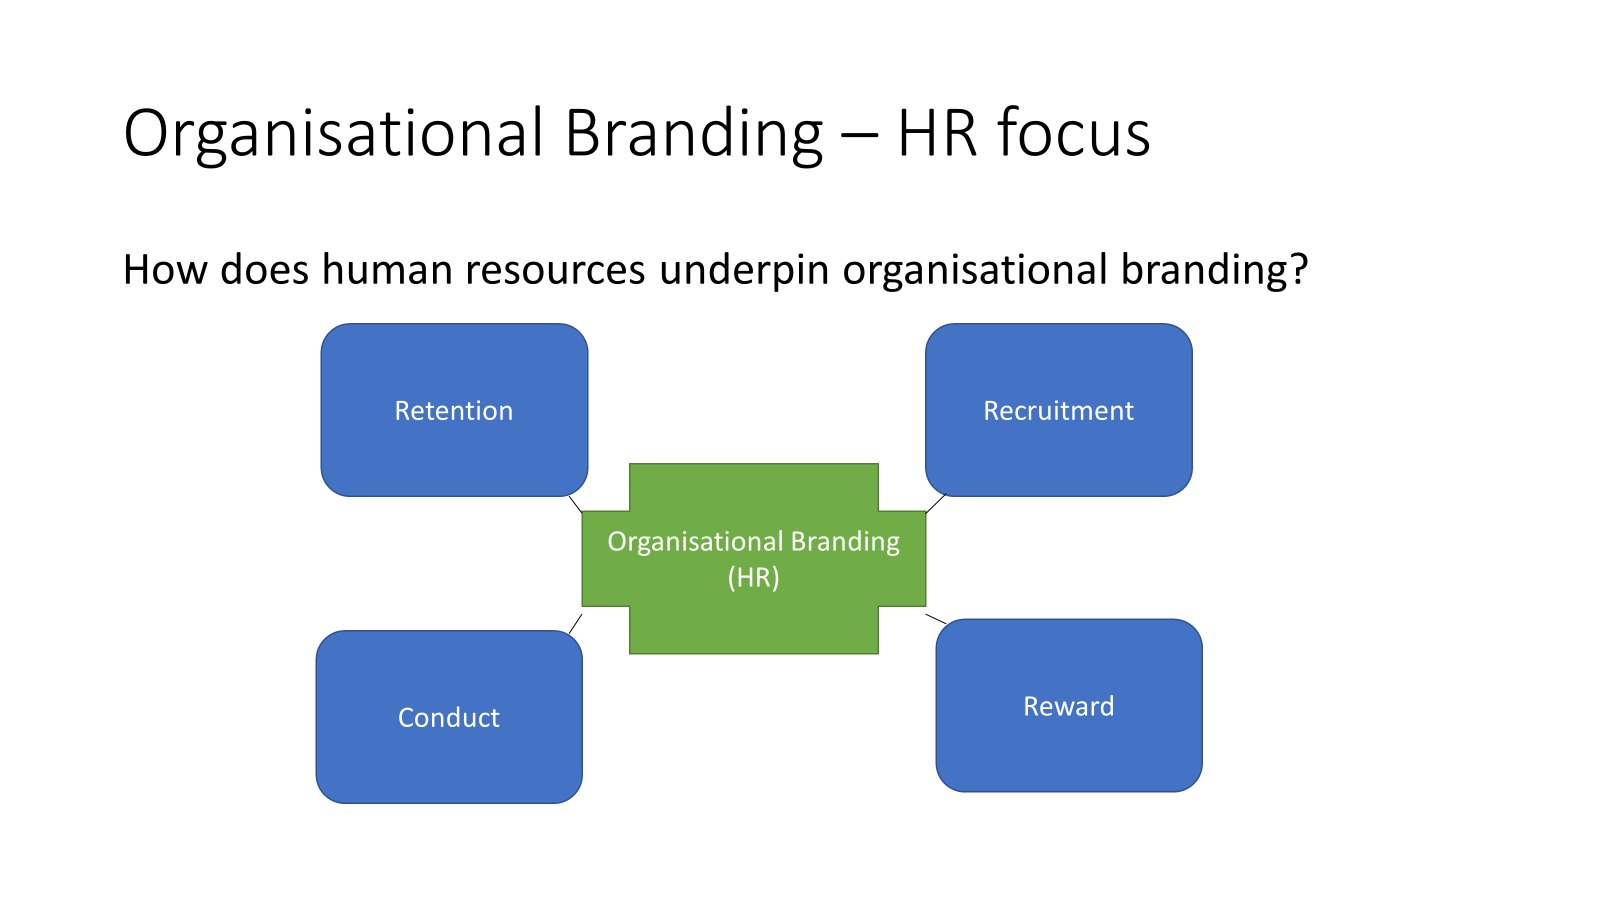 Organisational Branding – HR focus
How does human resources underpin organisational branding?
Retention
Recruitment
Organisational Branding
(HR)
Conduct
Reward